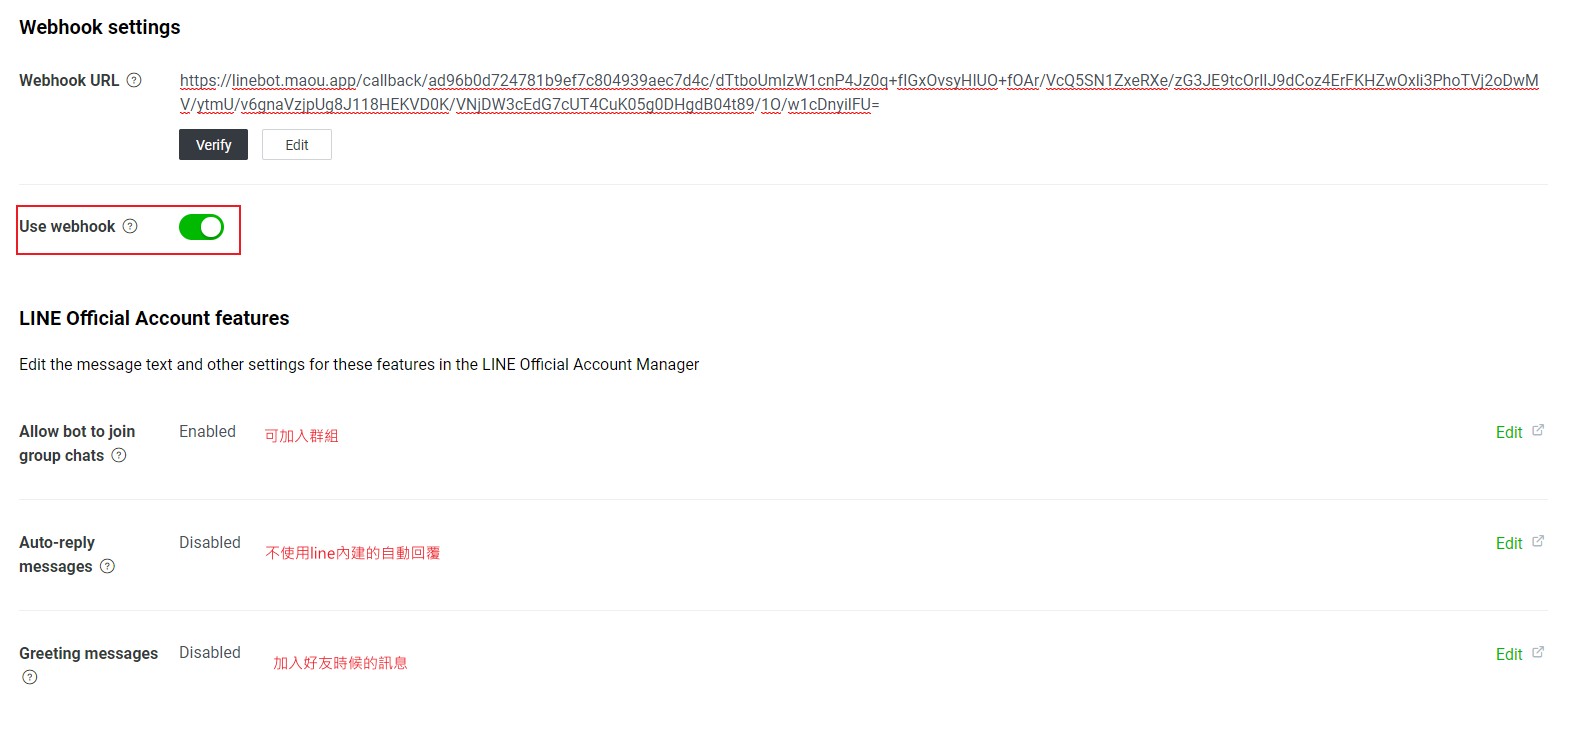 Webhook settings
Webhook URL
https://linebot.maou.app/callback/ad96b0d724781b9ef7c804939aec7d4c/dTtboUmIzW1cnP4Jz0q+fIGxOvsyHIUO+fOAr/VcQ5SN1ZxeRXe/zG3JE9tcOrIIJ9dCoz4ErFKHZwOxli3PhoTVj2oDwM
V/ytmU/v6gnaVzjpUg8J118HEKVD0K/VNjDW3cEdG7cUT4CuK05g0DHgdB04t89/1O/w1cDnyilFU=
Verify
Edit
Use webhook
LINE Official Account features
Edit the message text and other settings for these features in the LINE Official Account Manager
Allow bot to join
group chats
Enabled
可加入群組
Edit
Auto-reply
messages
Disabled
不使用line內建的自動回覆
Edit
Greeting messages
Disabled
加入好友時候的訊息
Edit